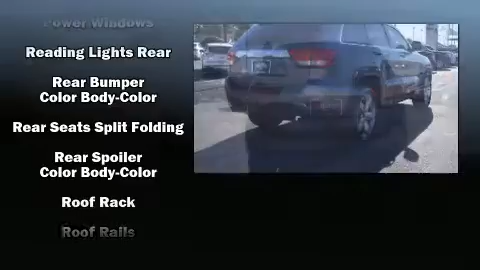 Power Windows
Reading Lights Rear
Rear Bumper
Color Body-Color
Rear Seats Split Folding
Rear Spoiler
Color Body-Color
Roof Rack
Roof Rails